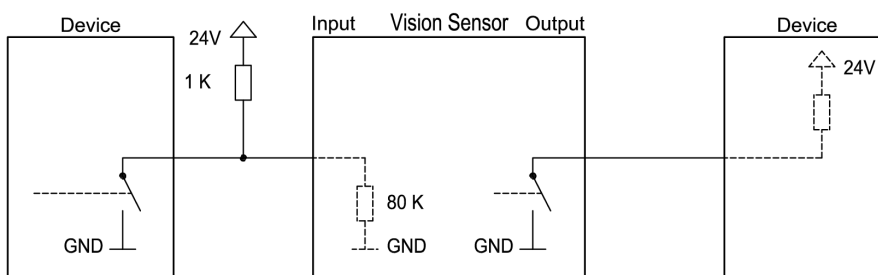 Device
24V
1 K
Input Vision Sensor Output
Device
24V
80 K
GND
GND
GND